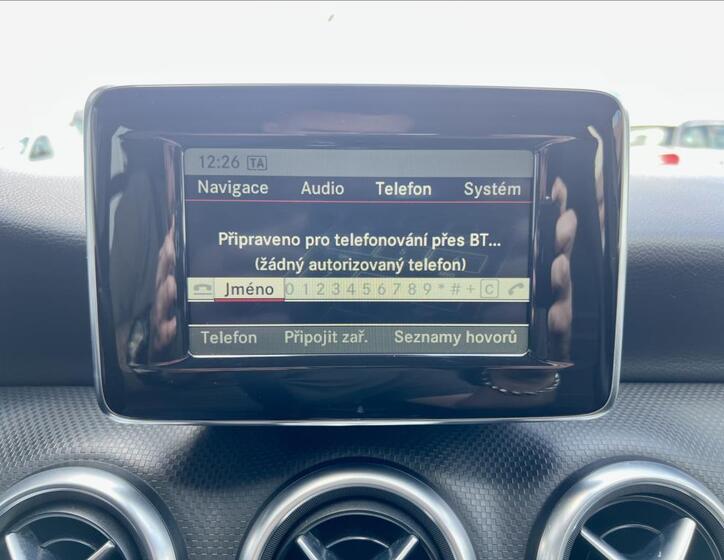 12:26 TA
Navigace Audio Telefon Systém
Připraveno pro telefonování přes BT...
(žádný autorizovaný telefon)
Jméno 0 1 2 3 4 5 6 7 8 9 * # + C
Telefon Připojit zař. Seznamy hovorů